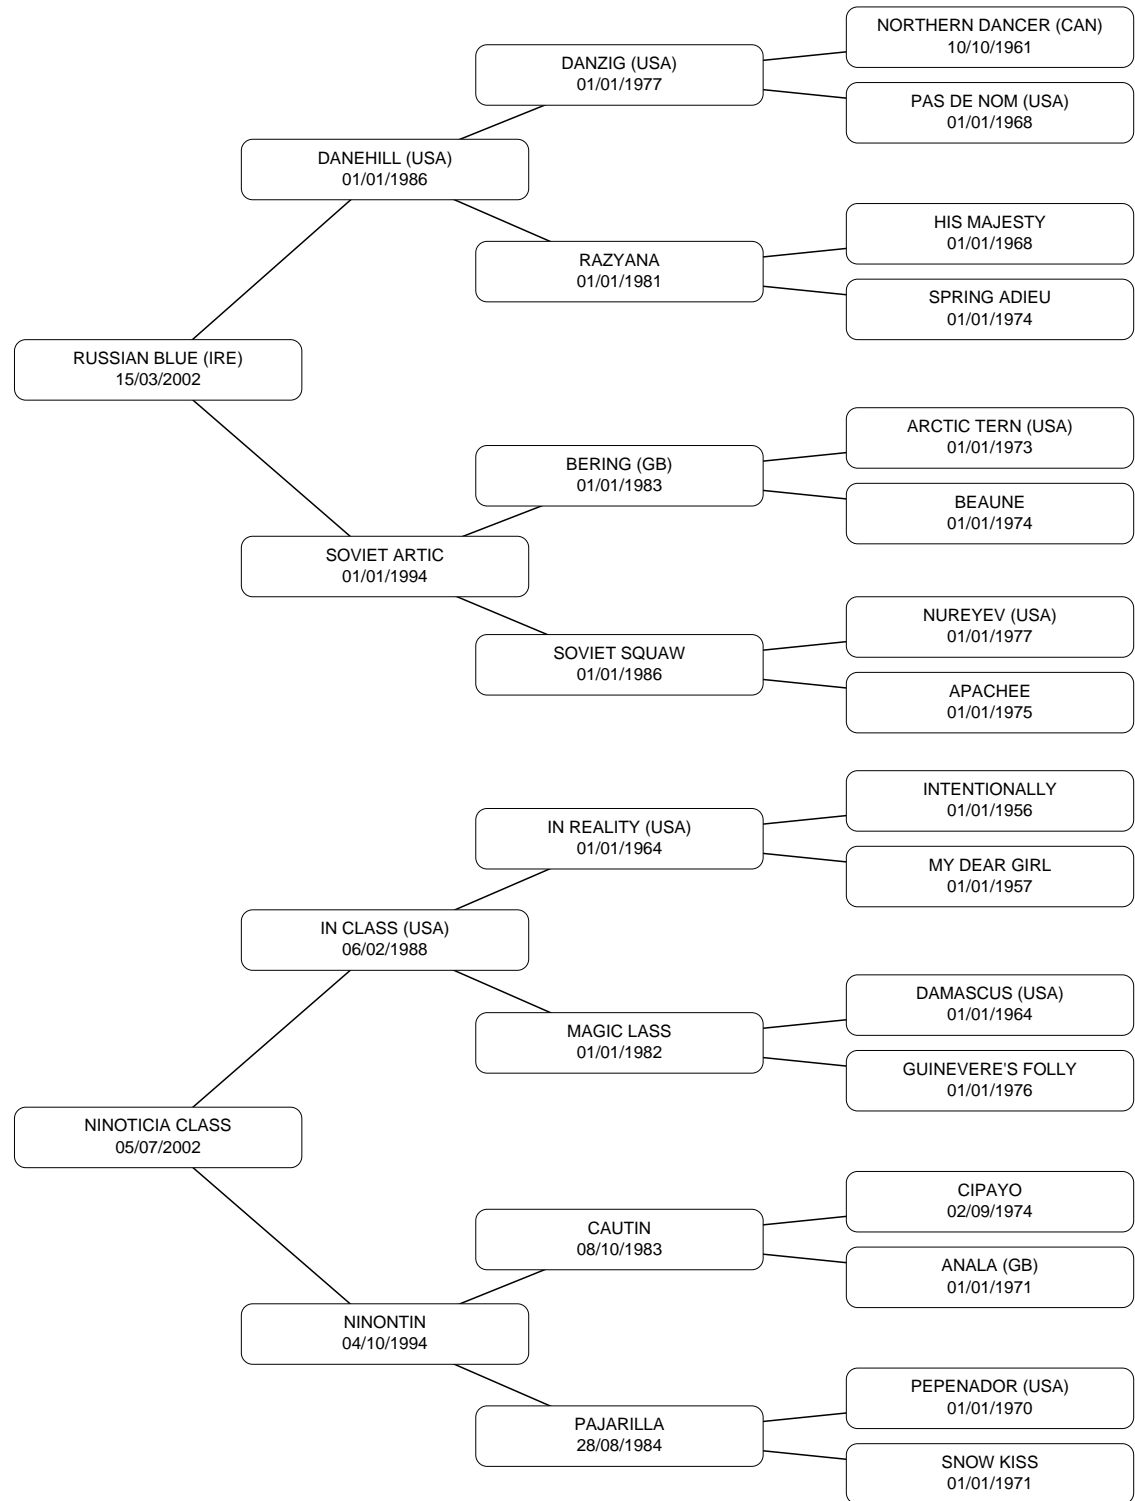 NORTHERN DANCER (CAN)
10/10/1961
DANZIG (USA)
01/01/1977
PAS DE NOM (USA)
01/01/1968
DANEHILL (USA)
01/01/1986
HIS MAJESTY
01/01/1968
RAZYANA
01/01/1981
SPRING ADIEU
01/01/1974
RUSSIAN BLUE (IRE)
15/03/2002
ARCTIC TERN (USA)
01/01/1973
BERING (GB)
01/01/1983
BEAUNE
01/01/1974
SOVIET ARTIC
01/01/1994
NUREYEV (USA)
01/01/1977
SOVIET SQUAW
01/01/1986
APACHEE
01/01/1975
INTENTIONALLY
01/01/1956
IN REALITY (USA)
01/01/1964
MY DEAR GIRL
01/01/1957
IN CLASS (USA)
06/02/1988
DAMASCUS (USA)
01/01/1964
MAGIC LASS
01/01/1982
GUINEVERE'S FOLLY
01/01/1976
NINOTICIA CLASS
05/07/2002
CIPAYO
02/09/1974
CAUTIN
08/10/1983
ANALA (GB)
01/01/1971
NINONTIN
04/10/1994
PEPENADOR (USA)
01/01/1970
PAJARILLA
28/08/1984
SNOW KISS
01/01/1971